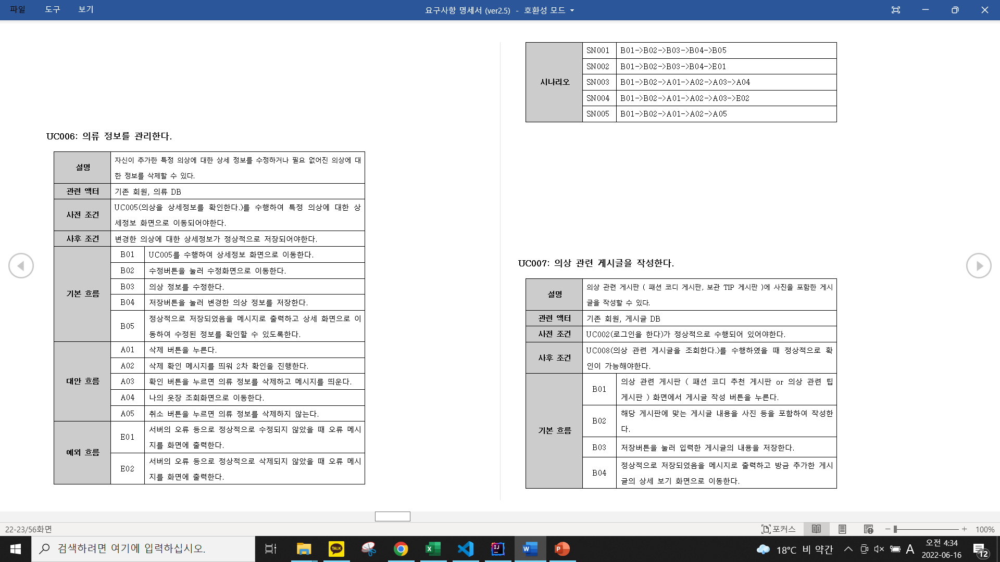 파일 도구 보기 요구사항 명세서 (ver2.5) - 호환성 모드
UC006: 의류 정보를 관리한다.
설명 자신이 추가한 특정 의상에 대한 상세 정보를 수정하거나 필요 없어진 의상에 대
한 정보를 삭제할 수 있다.
관련 액터 기존 회원, 의류 DB
사전 조건 UC005(의상을 상세정보를 확인한다.)를 수행하여 특정 의상에 대한 상
세정보 화면으로 이동되어야한다.
사후 조건 변경한 의상에 대한 상세정보가 정상적으로 저장되어야한다.
기본 흐름
B01 UC005를 수행하여 상세정보 화면으로 이동한다.
B02 수정버튼을 눌러 수정화면으로 이동한다.
B03 의상 정보를 수정한다.
B04 저장버튼을 눌러 변경한 의상 정보를 저장한다.
B05 정상적으로 저장되었음을 메시지로 출력하고 상세 화면으로 이
동하여 수정된 정보를 확인할 수 있도록한다.
대안 흐름
A01 삭제 버튼을 누른다.
A02 삭제 확인 메시지를 띄워 2차 확인을 진행한다.
A03 확인 버튼을 누르면 의류 정보를 삭제하고 메시지를 띄운다.
A04 나의 옷장 조회화면으로 이동한다.
A05 취소 버튼을 누르면 의류 정보를 삭제하지 않는다.
예외 흐름
E01 서버의 오류 등으로 정상적으로 수정되지 않았을 때 오류 메시
지를 화면에 출력한다.
E02 서버의 오류 등으로 정상적으로 삭제되지 않았을 때 오류 메시
지를 화면에 출력한다.
시나리오
SN001 B01->B02->B03->B04->B05
SN002 B01->B02->B03->B04->E01
SN003 B01->B02->A01->A02->A03->A04
SN004 B01->B02->A01->A02->A03->E02
SN005 B01->B02->A01->A02->A05
UC007: 의상 관련 게시글을 작성한다.
설명 의상 관련 게시판 ( 패션 코디 게시판, 보관 TIP 게시판 )에 사진을 포함한 게시
글을 작성할 수 있다.
관련 액터 기존 회원, 게시글 DB
사전 조건 UC002(로그인을 한다)가 정상적으로 수행되어 있어야한다.
사후 조건 UC008(의상 관련 게시글을 조회한다.)를 수행하였을 때 정상적으로 확
인이 가능해야한다.
기본 흐름
B01 의상 관련 게시판 ( 패션 코디 추천 게시판 or 의상 관련 팁
게시판 ) 화면에서 게시글 작성 버튼을 누른다.
B02 해당 게시판에 맞는 게시글 내용을 사진 등을 포함하여 작성한
다.
B03 저장버튼을 눌러 입력한 게시글의 내용을 저장한다.
B04 정상적으로 저장되었음을 메시지로 출력하고 방금 추가한 게시
글의 상세 보기 화면으로 이동한다.
22-23/56화면 포커스 100%
검색하려면 여기에 입력하십시오. TALK X IJ W P 18°C 비 약간 A 오전 4:34
2022-06-16 12